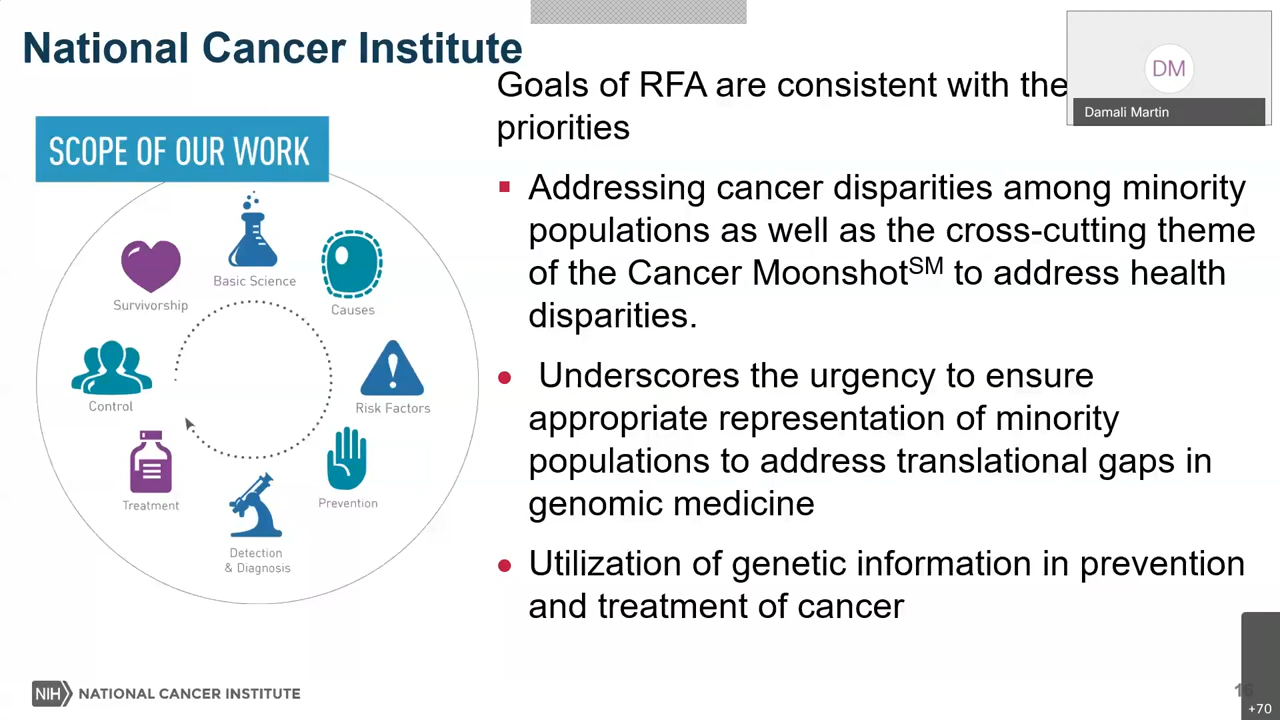 National Cancer Institute
Goals of RFA are consistent with the
priorities
DM
Damali Martin
SCOPE OF OUR WORK
Basic Science
Causes
Risk Factors
Prevention
Detection
& Diagnosis
Treatment
Control
Survivorship
Addressing cancer disparities among minority
populations as well as the cross-cutting theme
of the Cancer MoonshotSM to address health
disparities.
Underscores the urgency to ensure
appropriate representation of minority
populations to address translational gaps in
genomic medicine
Utilization of genetic information in prevention
and treatment of cancer
NIH NATIONAL CANCER INSTITUTE
+70